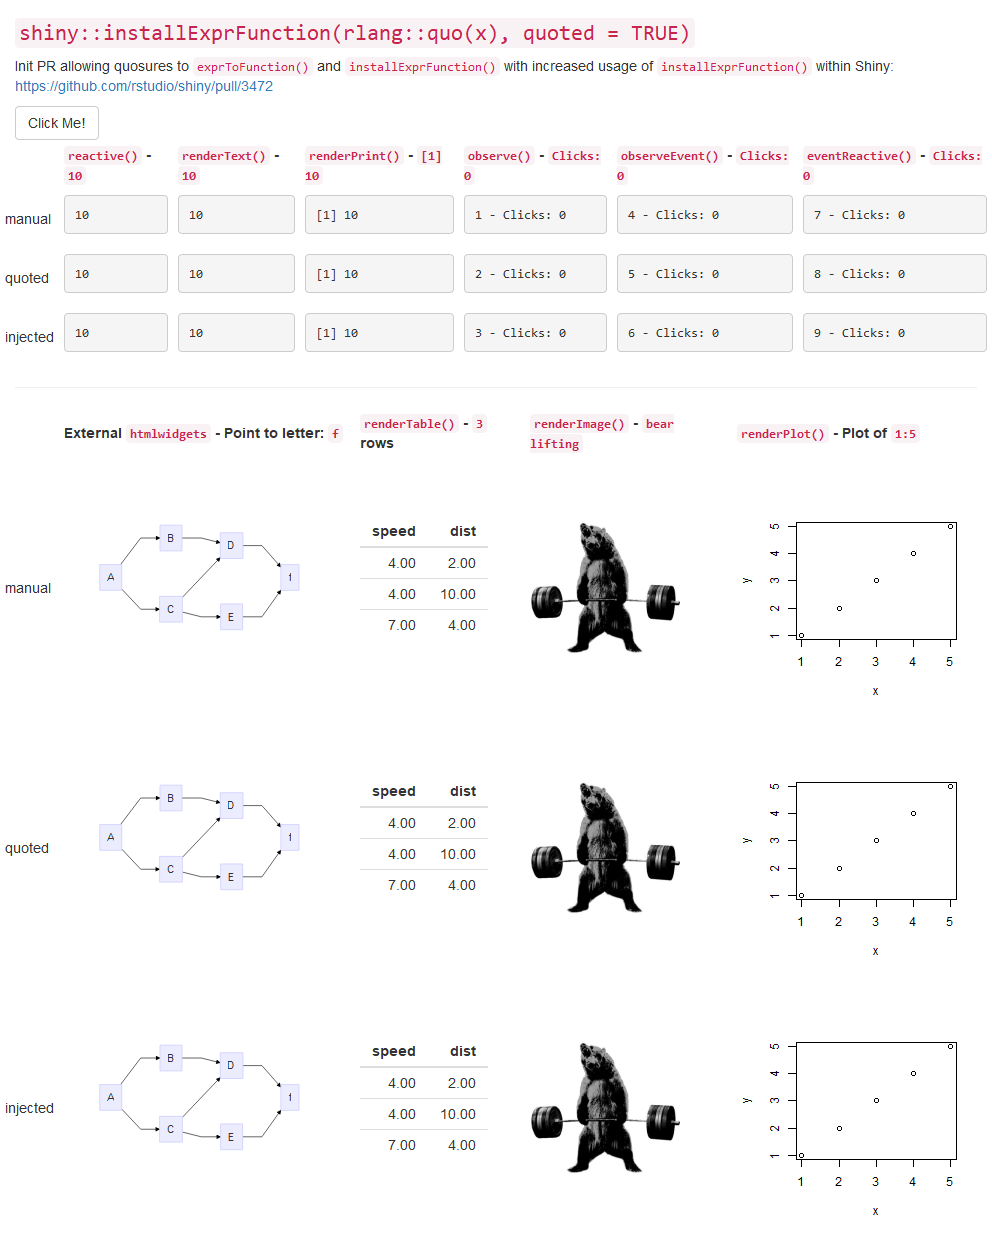 shiny::installExprFunction(rlang::quo(x), quoted = TRUE)
Init PR allowing quosures to exprToFunction() and installExprFunction() with increased usage of installExprFunction() within Shiny:
https://github.com/rstudio/shiny/pull/3472
Click Me!
reactive() - 10
renderText() - 10
renderPrint() - [1] 10
observe() - Clicks: 0
observeEvent() - Clicks: 0
eventReactive() - Clicks: 0
manual 10 10 [1] 10 1 - Clicks: 0 4 - Clicks: 0 7 - Clicks: 0
quoted 10 10 [1] 10 2 - Clicks: 0 5 - Clicks: 0 8 - Clicks: 0
injected 10 10 [1] 10 3 - Clicks: 0 6 - Clicks: 0 9 - Clicks: 0
External htmlwidgets - Point to letter: f
renderTable() - 3 rows
renderImage() - bear lifting
renderPlot() - Plot of 1:5
manual
A B C D E f
speed dist
4.00 2.00
4.00 10.00
7.00 4.00
y
5
4
3
2
1
1 2 3 4 5
x
quoted
A B C D E f
speed dist
4.00 2.00
4.00 10.00
7.00 4.00
y
5
4
3
2
1
1 2 3 4 5
x
injected
A B C D E f
speed dist
4.00 2.00
4.00 10.00
7.00 4.00
y
5
4
3
2
1
1 2 3 4 5
x